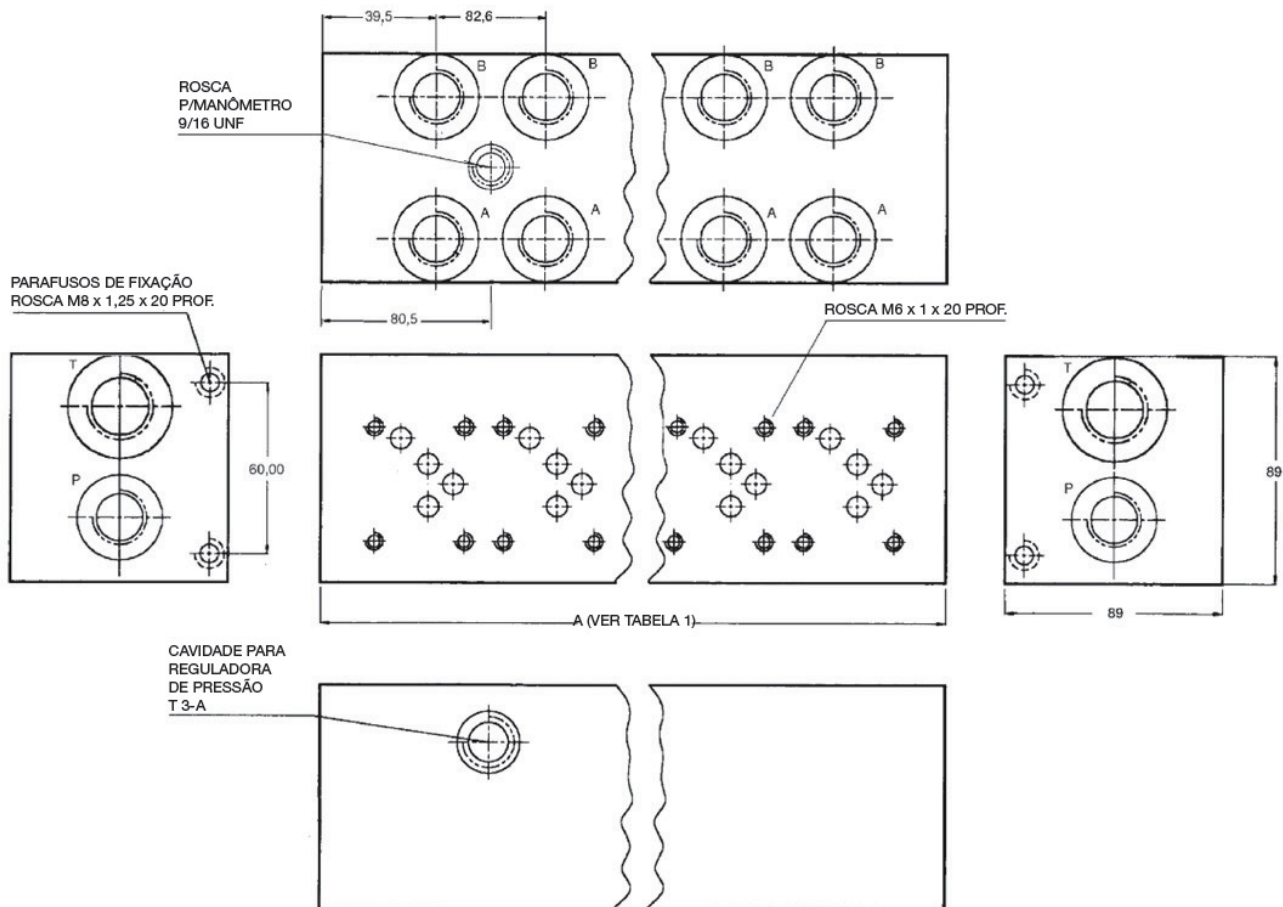 39,5
82,6
B
B
B
B
ROSCA
P/MANÔMETRO
9/16 UNF
A
A
A
A
80,5
PARAFUSOS DE FIXAÇÃO
ROSCA M8 x 1,25 x 20 PROF.
ROSCA M6 x 1 x 20 PROF.
T
P
60,00
T
P
89
89
A (VER TABELA 1)
CAVIDADE PARA
REGULADORA
DE PRESSÃO
T 3-A